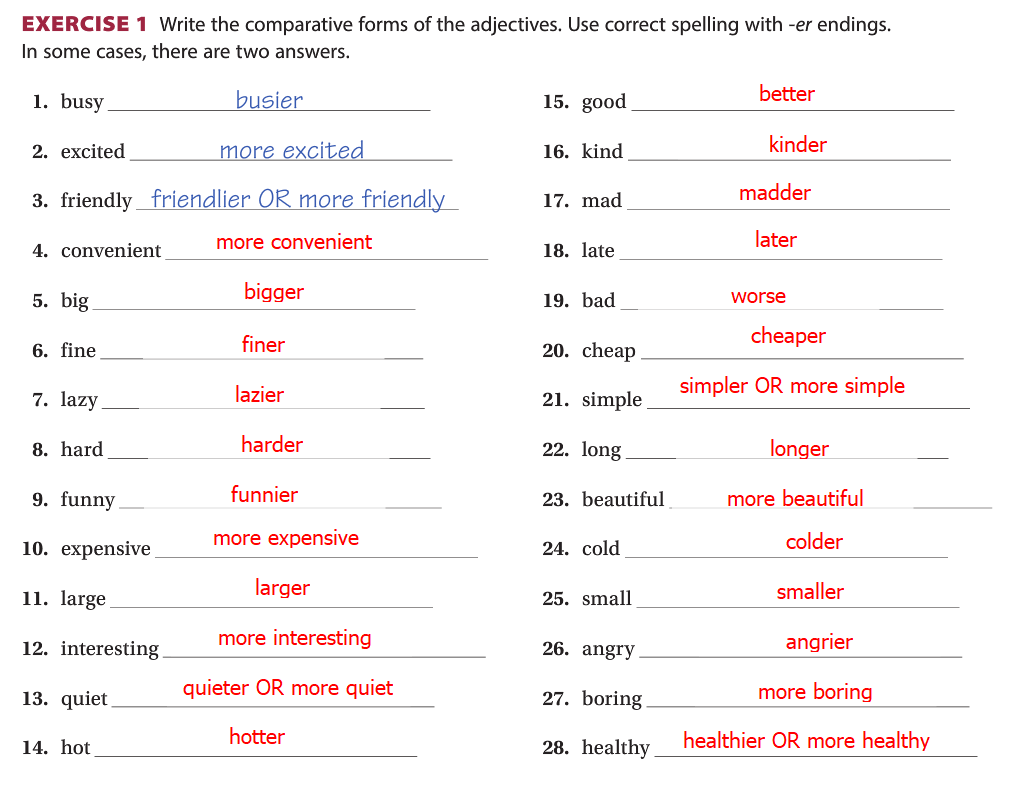 EXERCISE 1 Write the comparative forms of the adjectives. Use correct spelling with -er endings.
In some cases, there are two answers.
1. busy busier
2. excited more excited
3. friendly friendlier OR more friendly
4. convenient more convenient
5. big bigger
6. fine finer
7. lazy lazier
8. hard harder
9. funny funnier
10. expensive more expensive
11. large larger
12. interesting more interesting
13. quiet quieter OR more quiet
14. hot hotter
15. good better
16. kind kinder
17. mad madder
18. late later
19. bad worse
20. cheap cheaper
21. simple simpler OR more simple
22. long longer
23. beautiful more beautiful
24. cold colder
25. small smaller
26. angry angrier
27. boring more boring
28. healthy healthier OR more healthy